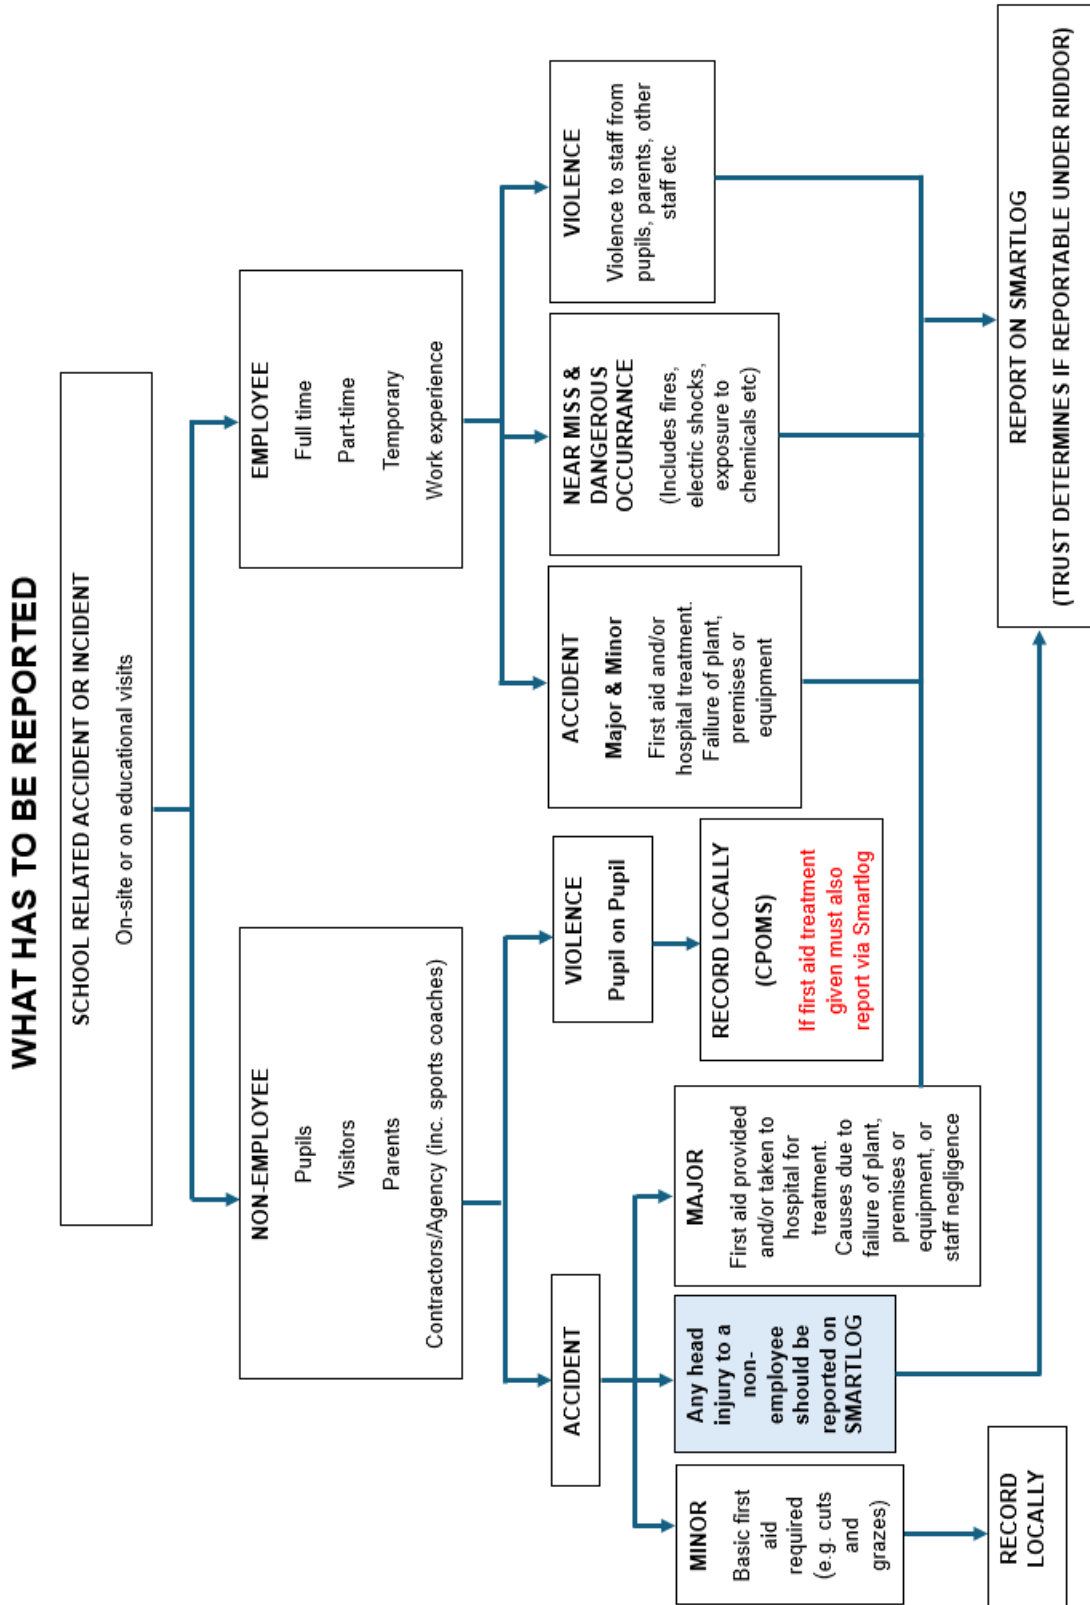 WHAT HAS TO BE REPORTED
SCHOOL RELATED ACCIDENT OR INCIDENT
On-site or on educational visits
NON-EMPLOYEE
Pupils
Visitors
Parents
Contractors/Agency (inc. sports coaches)
EMPLOYEE
Full time
Part-time
Temporary
Work experience
ACCIDENT
VIOLENCE
Pupil on Pupil
ACCIDENT
Major & Minor
First aid and/or
hospital treatment.
Failure of plant,
premises or
equipment
NEAR MISS &
DANGEROUS
OCCURRANCE
(Includes fires,
electric shocks,
exposure to
chemicals etc)
VIOLENCE
Violence to staff from
pupils, parents, other
staff etc
MINOR
Basic first
aid
required
(e.g. cuts
and
grazes)
Any head
injury to a
non-
employee
should be
reported on
SMARTLOG
MAJOR
First aid provided
and/or taken to
hospital for
treatment.
Causes due to
failure of plant,
premises or
equipment, or
staff negligence
RECORD LOCALLY
(CPOMS)
If first aid treatment
given must also
report via Smartlog
RECORD
LOCALLY
REPORT ON SMARTLOG
(TRUST DETERMINES IF REPORTABLE UNDER RIDDOR)